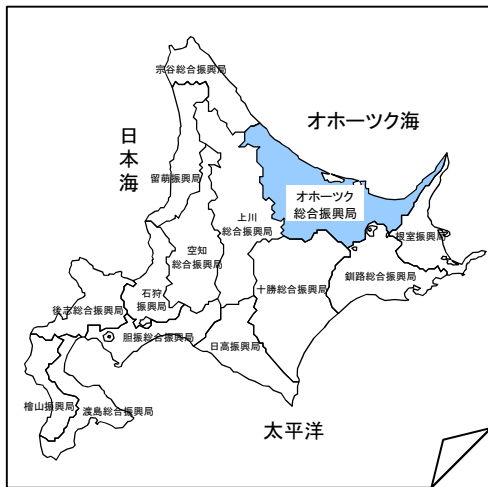 宗谷総合振興局
オホーツク海
日本海
留萌振興局
オホーツク
総合振興局
上川
総合振興局
根室振興局
空知
総合振興局
釧路総合振興局
石狩
振興局
十勝総合振興局
後志総合振興局
胆振総合振興局
日高振興局
檜山振興局
渡島総合振興局
太平洋